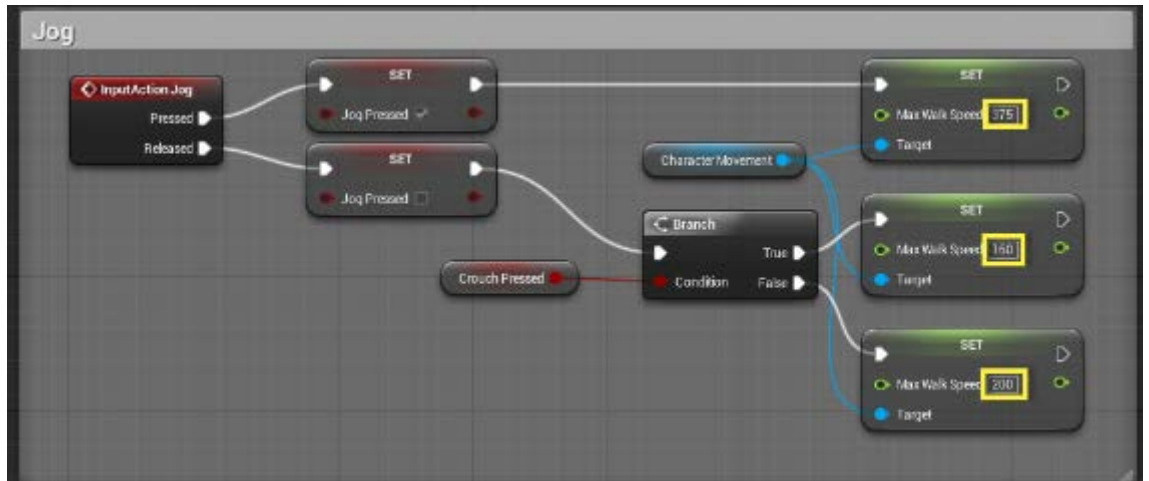 Jog
InputAction Jog
Pressed
Released
SET
Jog Pressed
SET
Jog Pressed
Crouch Pressed
Character Movement
Branch
True
Condition
False
SET
Max Walk Speed 375
Target
SET
Max Walk Speed 160
Target
SET
Max Walk Speed 200
Target